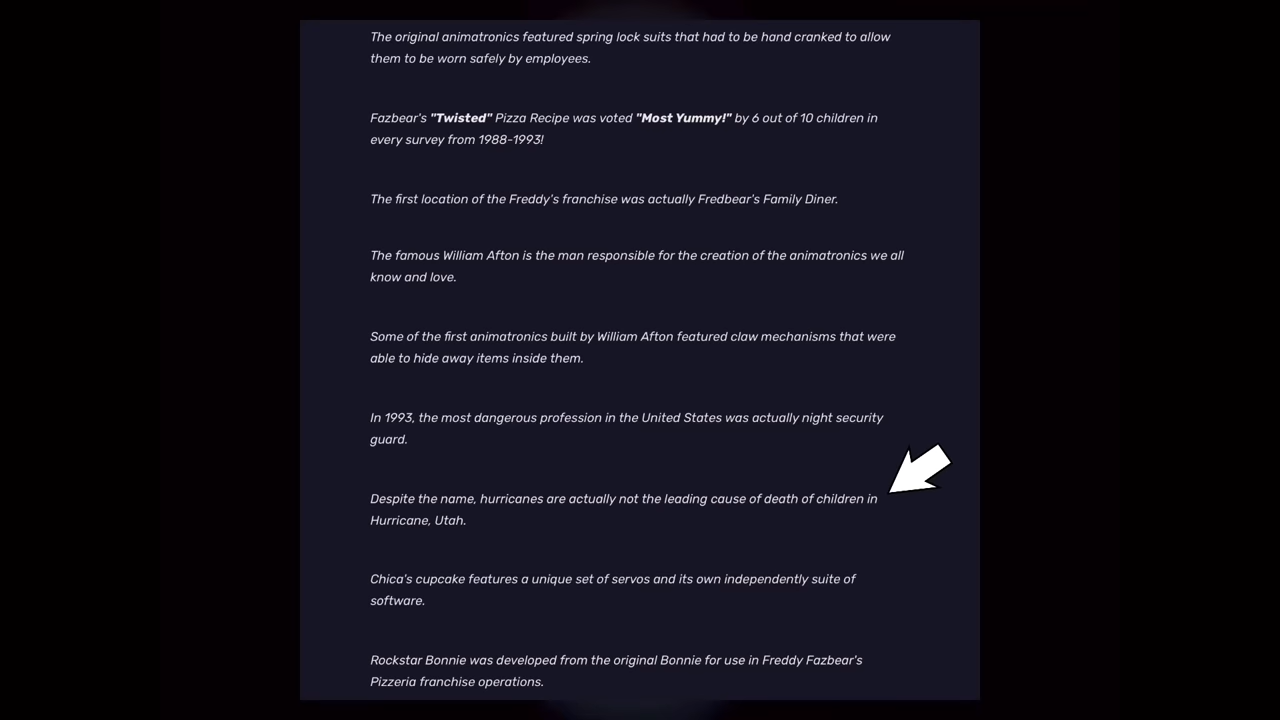 The original animatronics featured spring lock suits that had to be hand cranked to allow
them to be worn safely by employees.
Fazbear's "Twisted" Pizza Recipe was voted "Most Yummy!" by 6 out of 10 children in
every survey from 1988-1993!
The first location of the Freddy's franchise was actually Fredbear's Family Diner.
The famous William Afton is the man responsible for the creation of the animatronics we all
know and love.
Some of the first animatronics built by William Afton featured claw mechanisms that were
able to hide away items inside them.
In 1993, the most dangerous profession in the United States was actually night security
guard.
Despite the name, hurricanes are actually not the leading cause of death of children in
Hurricane, Utah.
Chica's cupcake features a unique set of servos and its own independently suite of
software.
Rockstar Bonnie was developed from the original Bonnie for use in Freddy Fazbear's
Pizzeria franchise operations.